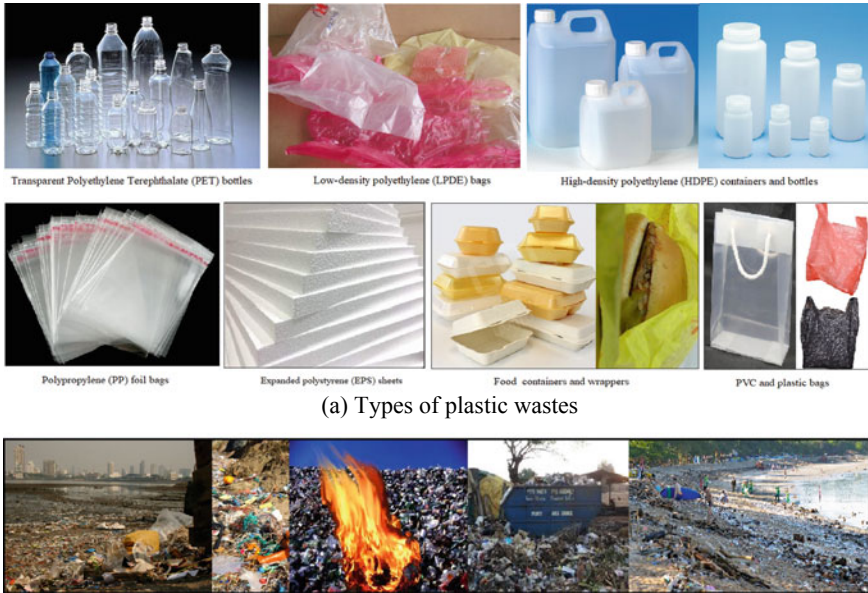 Transparent Polyethylene Terephthalate (PET) bottles
Low-density polyethylene (LPDE) bags
High-density polyethylene (HDPE) containers and bottles
Polypropylene (PP) foil bags
Expanded polystyrene (EPS) sheets
Food containers and wrappers
PVC and plastic bags
(a) Types of plastic wastes